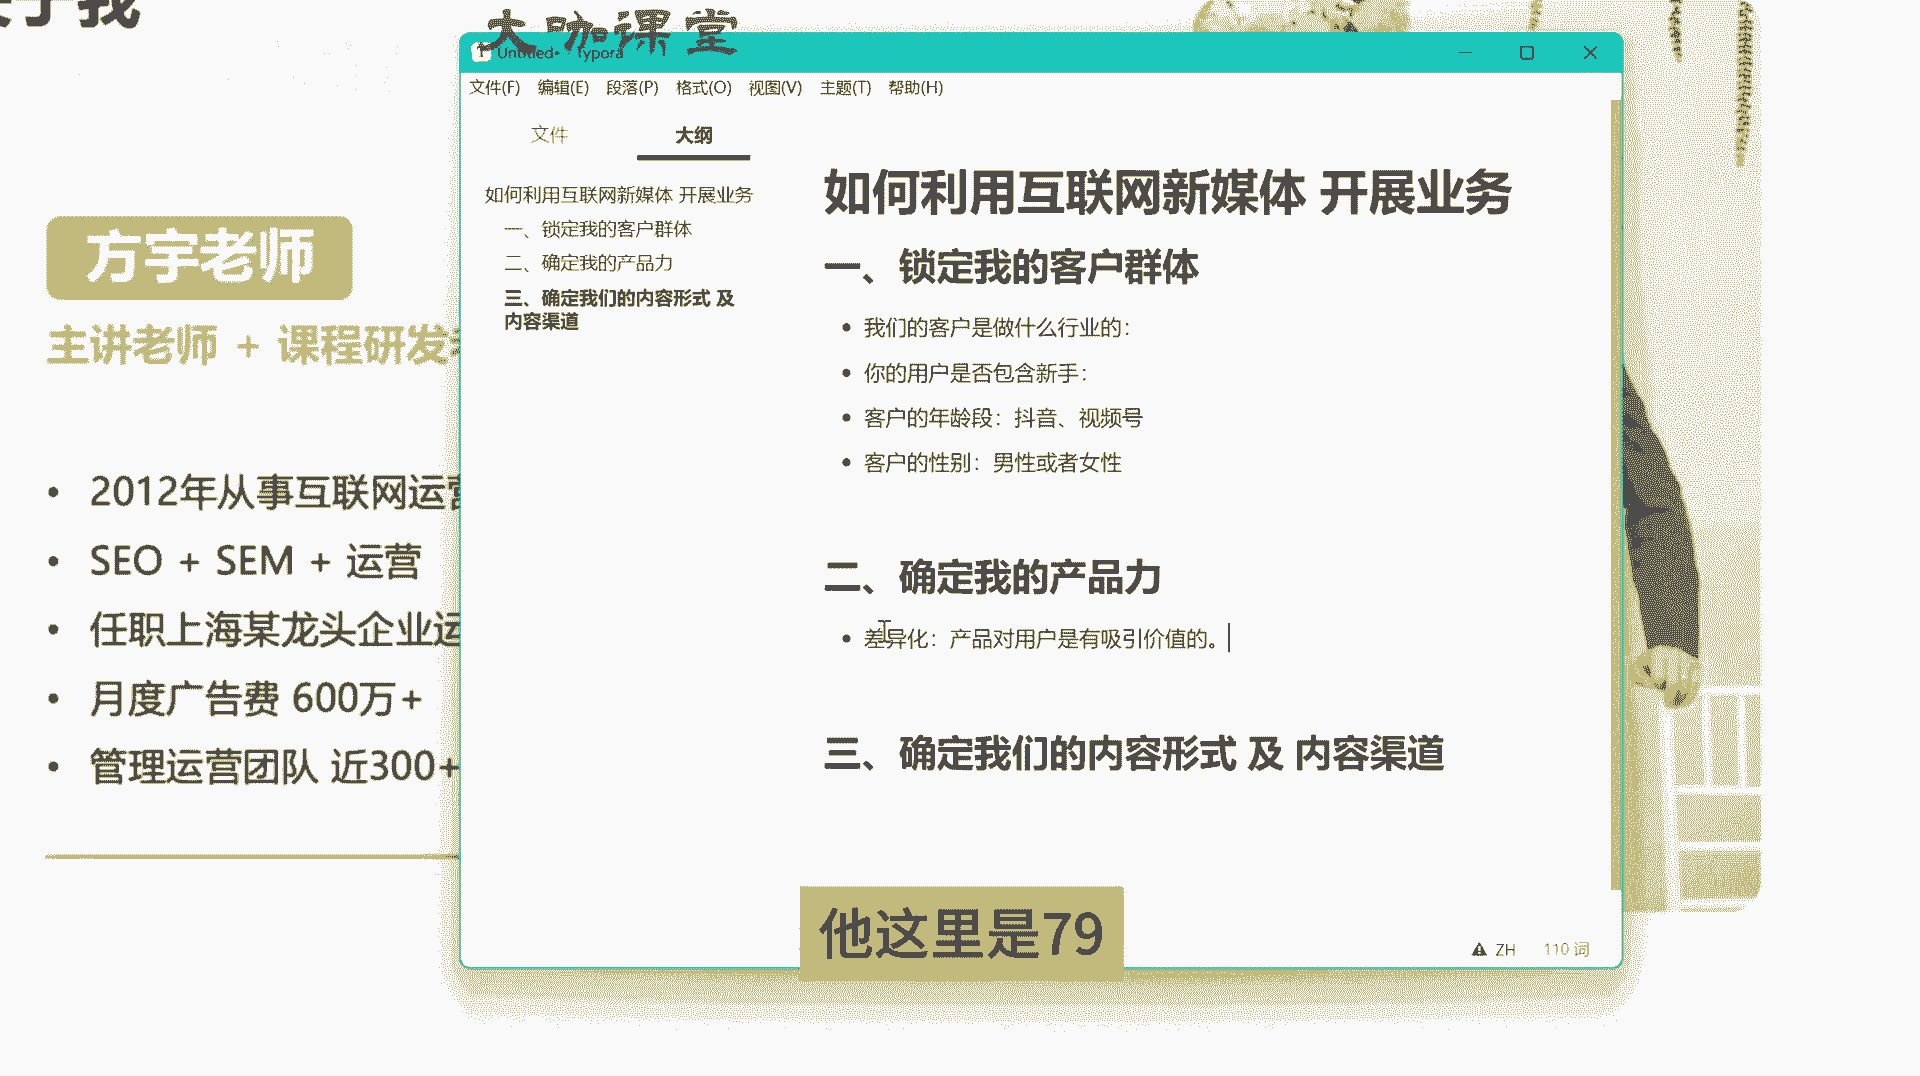 大咖课堂
Untitled• - Typora
文件(F) 编辑(E) 段落(P) 格式(O) 视图(V) 主题(T) 帮助(H)
文件 大纲
如何利用互联网新媒体 开展业务
一、锁定我的客户群体
二、确定我的产品力
三、确定我们的内容形式 及
内容渠道
如何利用互联网新媒体 开展业务
一、锁定我的客户群体
• 我们的客户是做什么行业的：
• 你的用户是否包含新手：
• 客户的年龄段：抖音、视频号
• 客户的性别：男性或者女性
二、确定我的产品力
• 差异化：产品对用户是有吸引价值的。
三、确定我们的内容形式 及 内容渠道
ZH 110 词
方宇老师
主讲老师 + 课程研发
• 2012年从事互联网运营
• SEO + SEM + 运营
• 任职上海某龙头企业运
• 月度广告费 600万+
• 管理运营团队 近300+
他这里是79